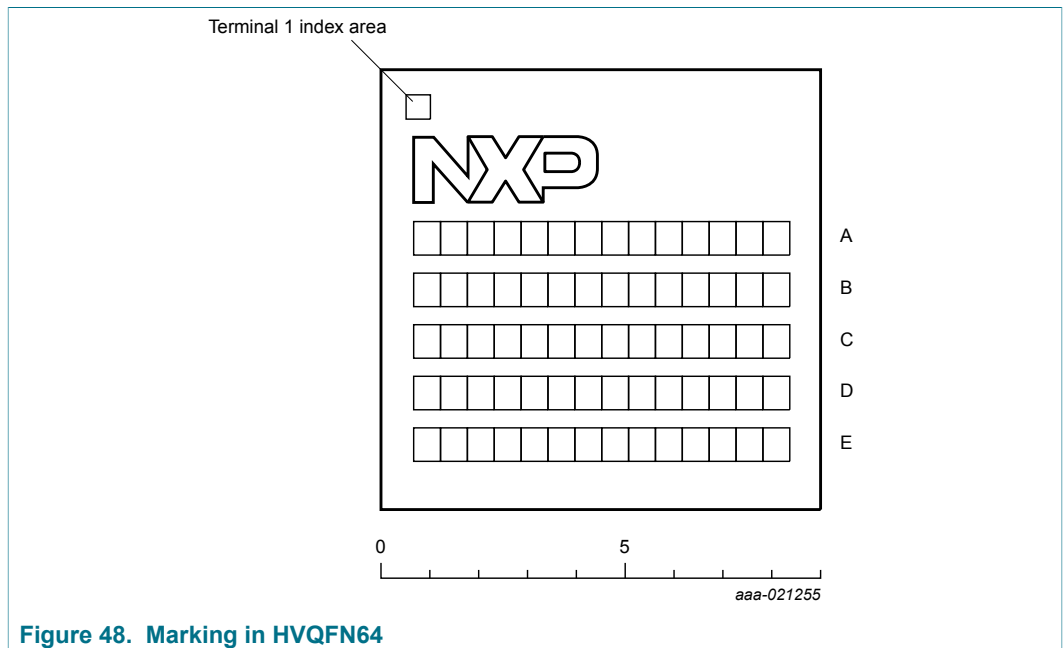 Terminal 1 index area
NXP
A
B
C
D
E
0 5
aaa-021255
Figure 48. Marking in HVQFN64